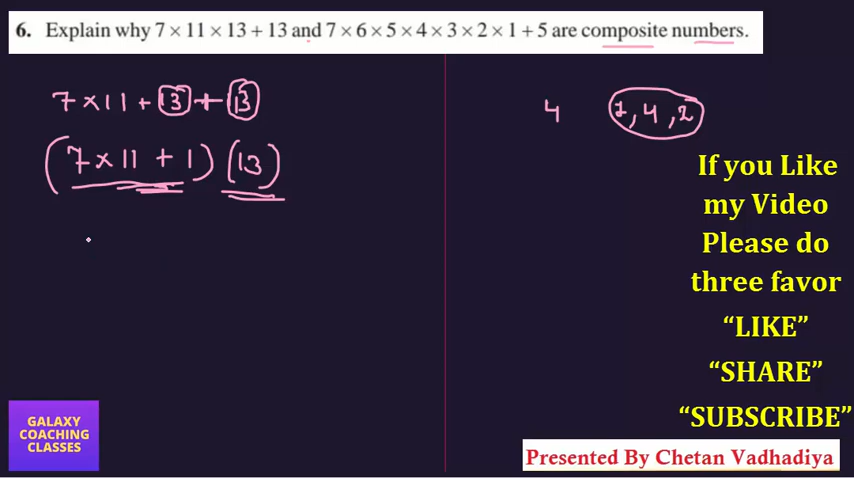 6. Explain why 7 × 11 × 13 + 13 and 7 × 6 × 5 × 4 × 3 × 2 × 1 + 5 are composite numbers.
7 × 11 + 13 + 13
(7 × 11 + 1) (13)
4 1, 4, 2
If you Like
my Video
Please do
three favor
“LIKE”
“SHARE”
“SUBSCRIBE”
GALAXY
COACHING
CLASSES
Presented By Chetan Vadhadiya